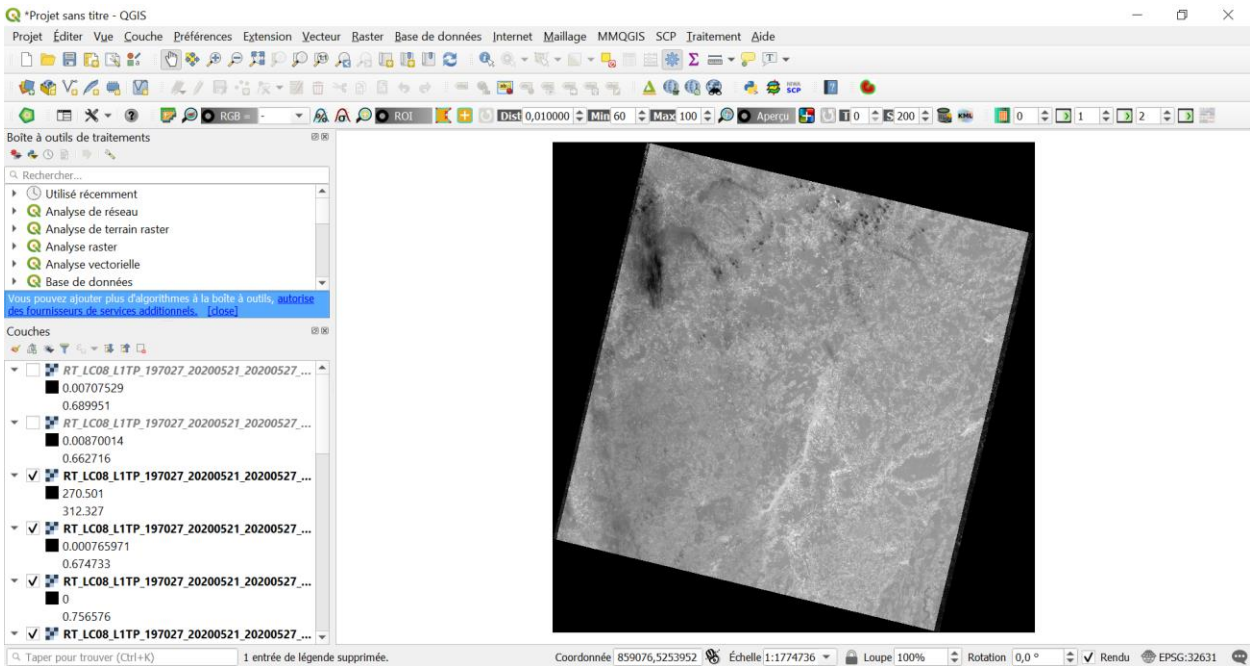 *Projet sans titre - QGIS
Projet Éditer Vue Couche Préférences Extension Vecteur Raster Base de données Internet Maillage MMQGIS SCP Traitement Aide
RGB = -
ROI
Dist 0,010000 Min 60 Max 100
Aperçu
T 0 S 200
KML
0 1 2
Boîte à outils de traitements
Rechercher...
Utilisé récemment
Analyse de réseau
Analyse de terrain raster
Analyse raster
Analyse vectorielle
Base de données
Vous pouvez ajouter plus d'algorithmes à la boîte à outils, autorise
des fournisseurs de services additionnels. [close]
Couches
RT_LC08_L1TP_197027_20200521_20200527_...
0.00707529
0.689951
RT_LC08_L1TP_197027_20200521_20200527_...
0.00870014
0.662716
RT_LC08_L1TP_197027_20200521_20200527_...
270.501
312.327
RT_LC08_L1TP_197027_20200521_20200527_...
0.000765971
0.674733
RT_LC08_L1TP_197027_20200521_20200527_...
0
0.756576
RT_LC08_L1TP_197027_20200521_20200527_...
Taper pour trouver (Ctrl+K) 1 entrée de légende supprimée. Coordonnée 859076,5253952 Échelle 1:1774736 Loupe 100% Rotation 0,0 ° Rendu EPSG:32631